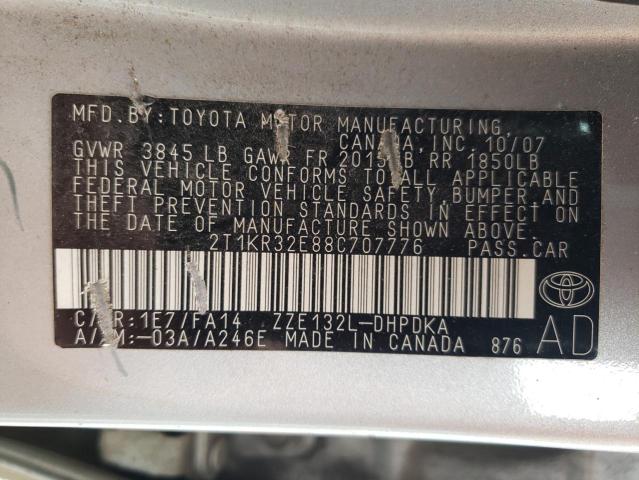 MFD.BY:TOYOTA MOTOR MANUFACTURING,
CANADA,INC. 10/07
GVWR 3845 LB GAWR FR 2015LB RR 1850LB
THIS VEHICLE CONFORMS TO ALL APPLICABLE
FEDERAL MOTOR VEHICLE SAFETY,BUMPER,AND
THEFT PREVENTION STANDARDS IN EFFECT ON
THE DATE OF MANUFACTURE SHOWN ABOVE.
2T1KR32E88C707776 PASS.CAR
C/TR:1E7/FA14 ZZE132L-DHPDKA
A/TM:-03A/A246E MADE IN CANADA 876
AD